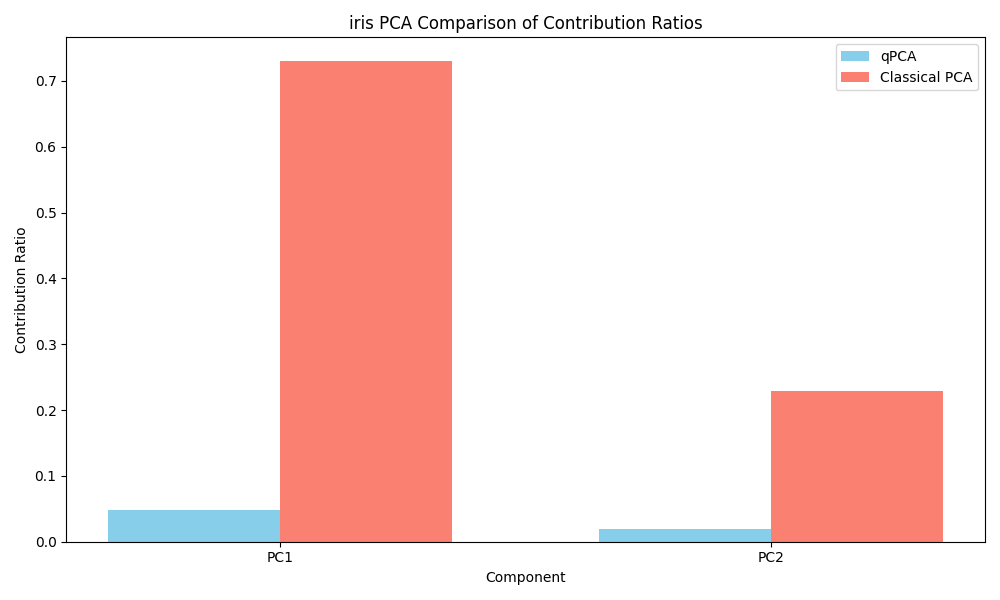 iris PCA Comparison of Contribution Ratios
qPCA
Classical PCA
Contribution Ratio
0.7
0.6
0.5
0.4
0.3
0.2
0.1
0.0
PC1 PC2
Component